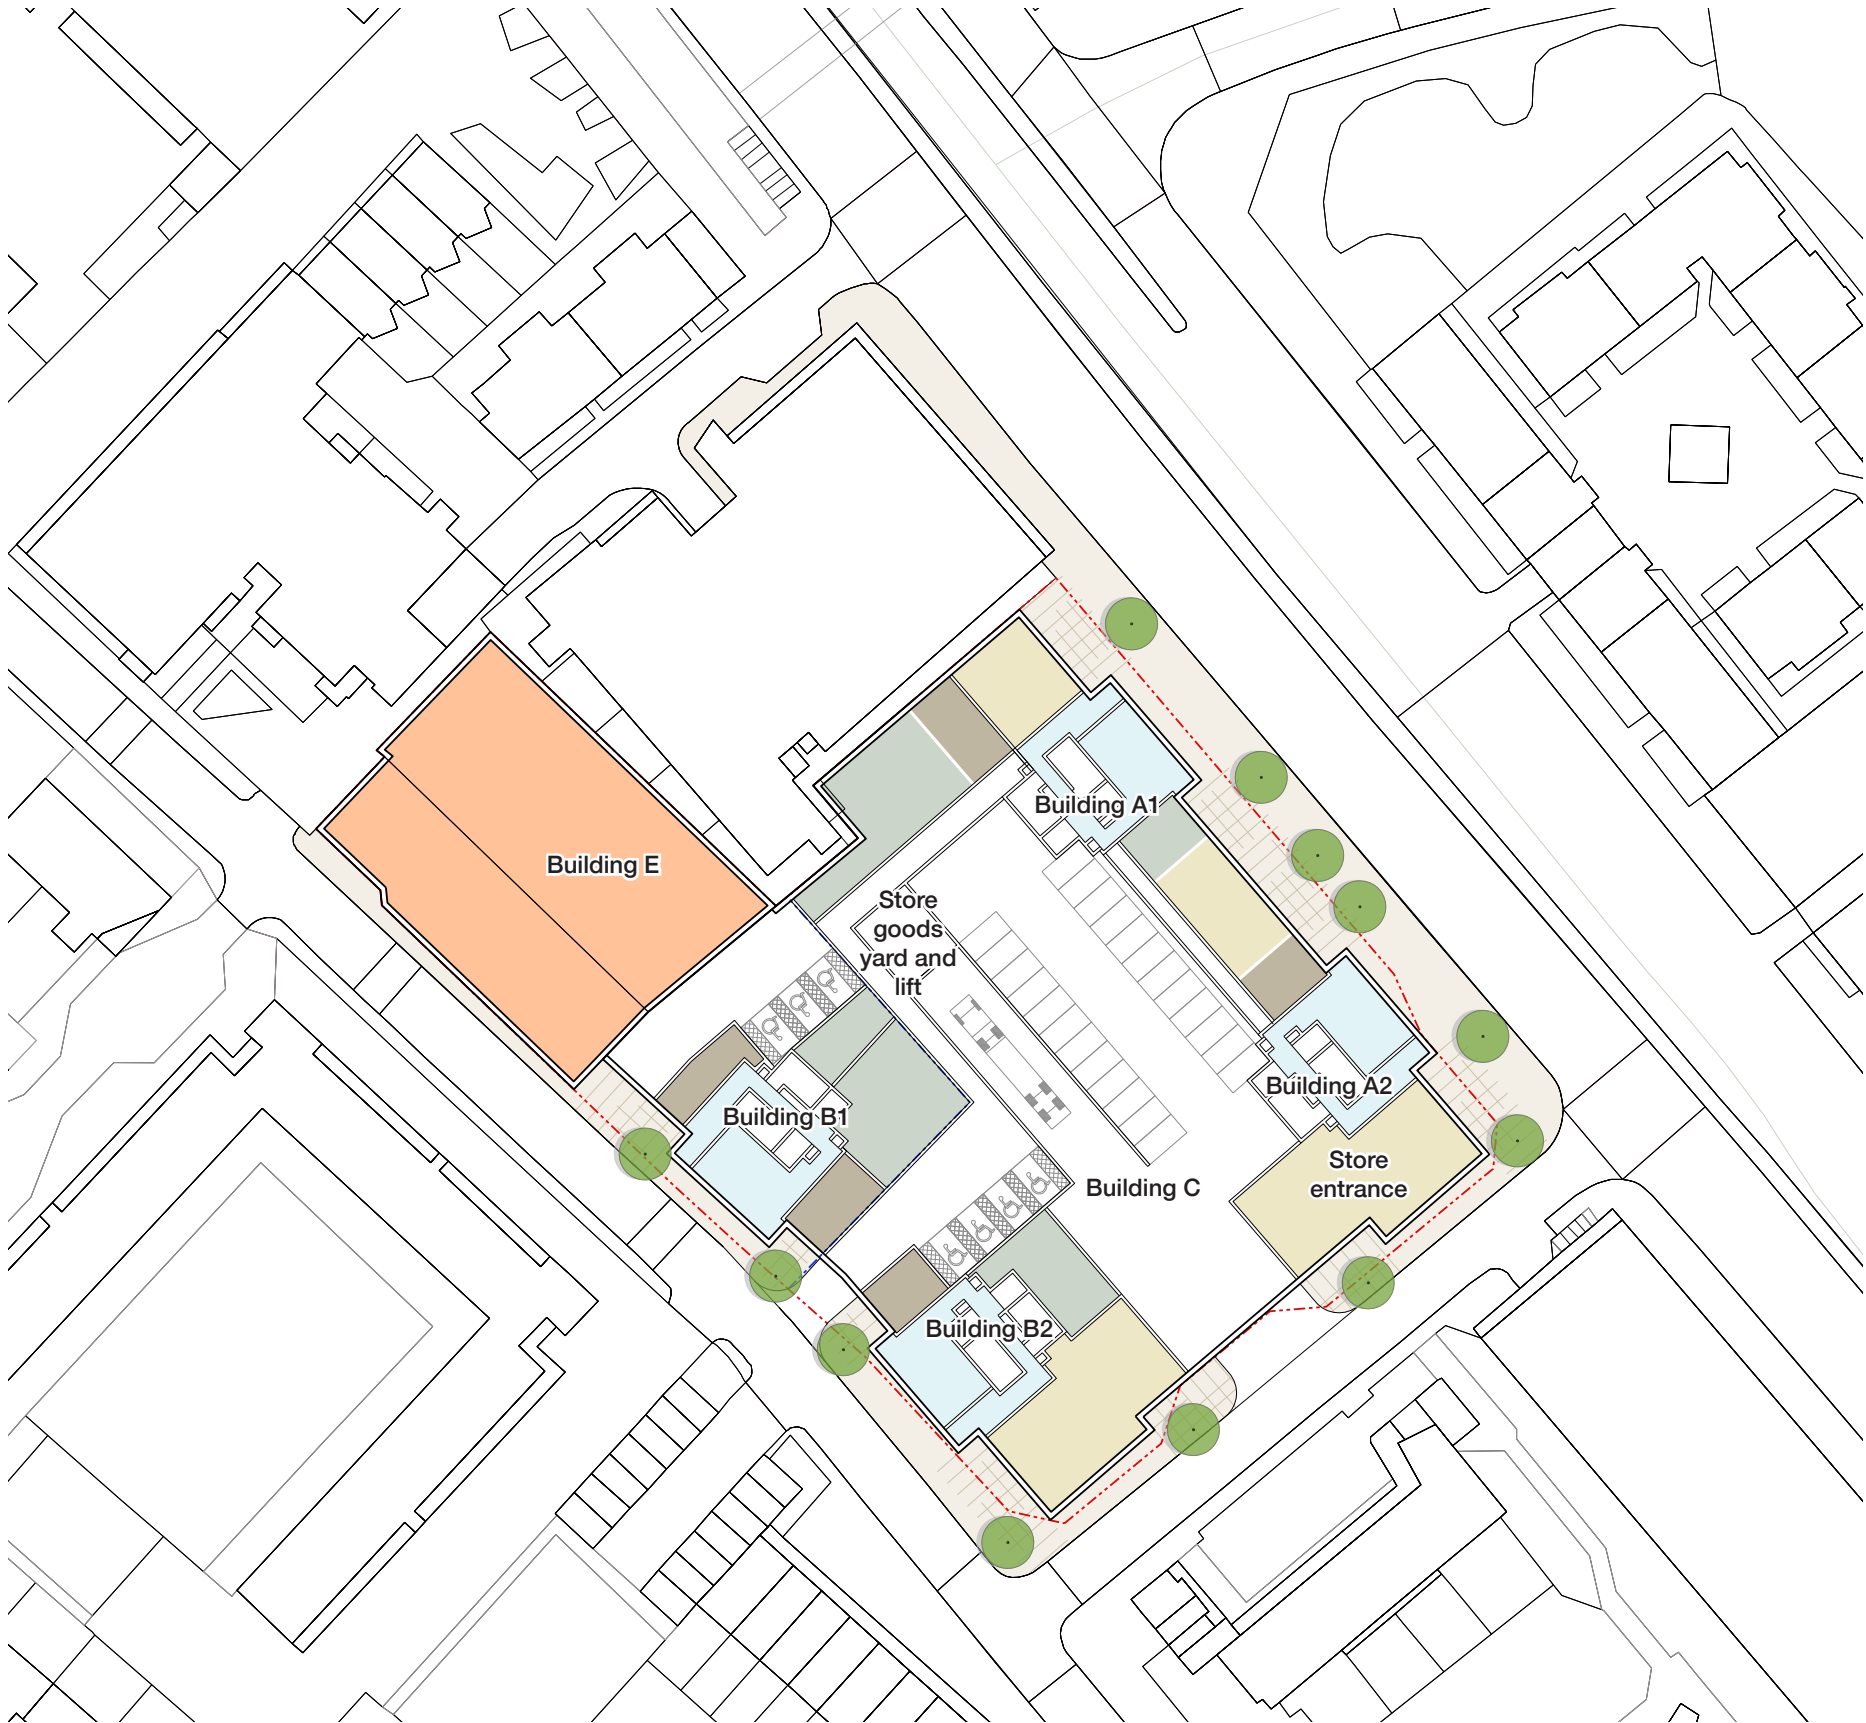 Building A1
Building E
Store
goods
yard and
lift
Building A2
Building B1
Store
entrance
Building C
Building B2